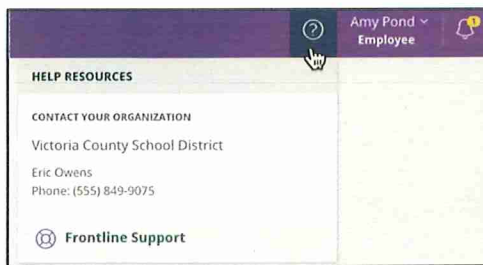 Amy Pond
Employee
1
HELP RESOURCES
CONTACT YOUR ORGANIZATION
Victoria County School District
Eric Owens
Phone: (555) 849-9075
Frontline Support